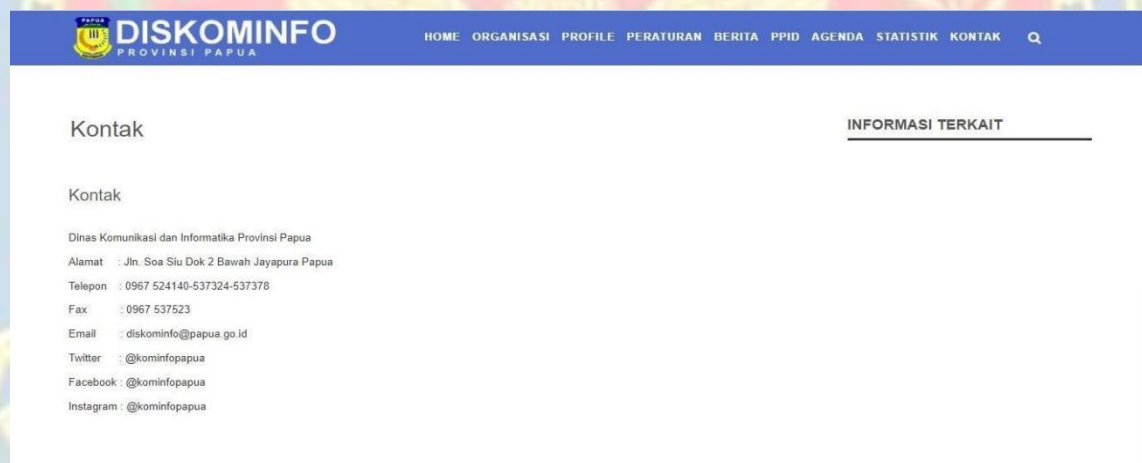 PAPUA
DISKOMINFO
PROVINSI PAPUA
HOME ORGANISASI PROFILE PERATURAN BERITA PPID AGENDA STATISTIK KONTAK
Kontak
INFORMASI TERKAIT
Kontak
Dinas Komunikasi dan Informatika Provinsi Papua
Alamat : Jln. Soa Siu Dok 2 Bawah Jayapura Papua
Telepon : 0967 524140-537324-537378
Fax : 0967 537523
Email : diskominfo@papua.go.id
Twitter : @kominfopapua
Facebook : @kominfopapua
Instagram : @kominfopapua